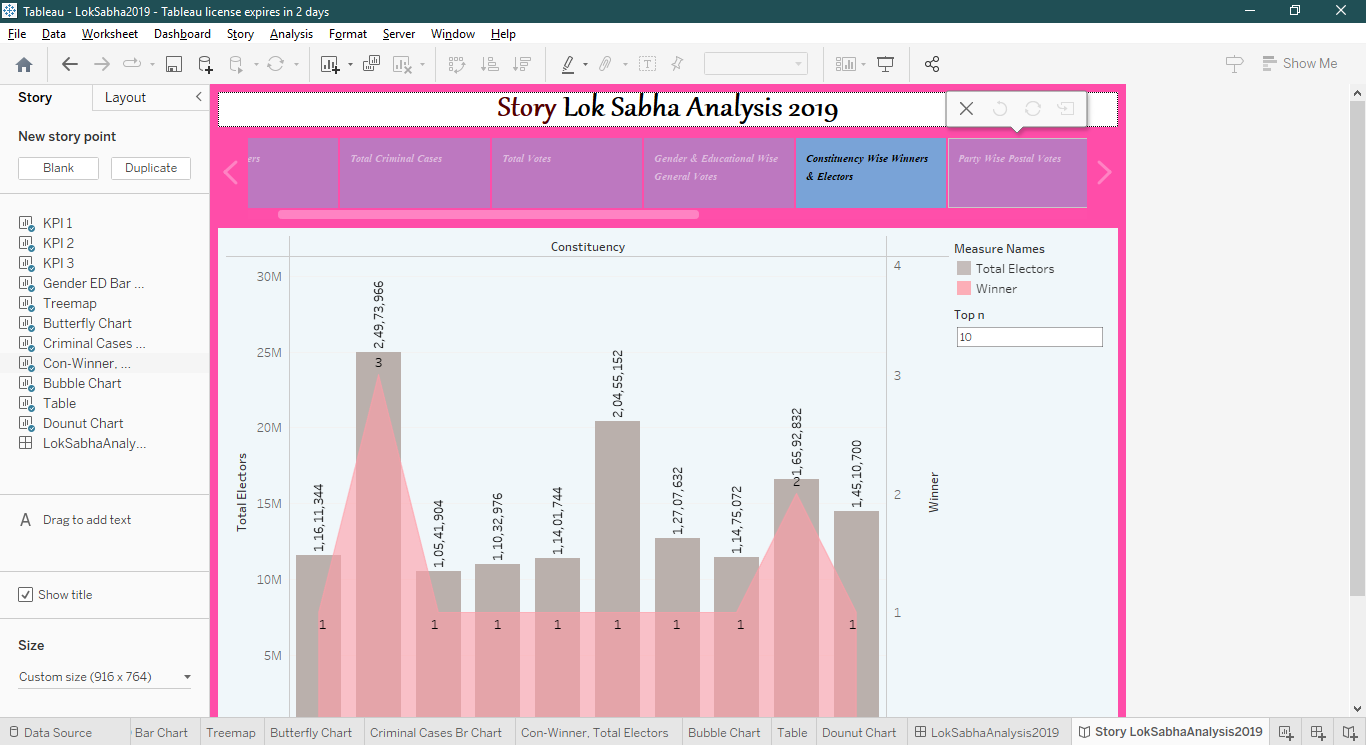 Tableau - LokSabha2019 - Tableau license expires in 2 days
File Data Worksheet Dashboard Story Analysis Format Server Window Help
Show Me
Story Layout
New story point
Blank Duplicate
KPI 1
KPI 2
KPI 3
Gender ED Bar ...
Treemap
Butterfly Chart
Criminal Cases ...
Con-Winner, ...
Bubble Chart
Table
Dounut Chart
LokSabhaAnaly...
A Drag to add text
Show title
Size
Custom size (916 x 764)
Story Lok Sabha Analysis 2019
ers
Total Criminal Cases
Total Votes
Gender & Educational Wise
General Votes
Constituency Wise Winners
& Electors
Party Wise Postal Votes
Constituency
Total Electors
30M
25M
20M
15M
10M
5M
1,16,11,344
2,49,73,966
1,05,41,904
1,10,32,976
1,14,01,744
2,04,55,152
1,27,07,632
1,14,75,072
1,65,92,832
1,45,10,700
1
3
1
1
1
1
1
1
2
1
4
3
2
1
Winner
Measure Names
Total Electors
Winner
Top n
10
Data Source Bar Chart Treemap Butterfly Chart Criminal Cases Br Chart Con-Winner, Total Electors Bubble Chart Table Dounut Chart LokSabhaAnalysis2019 Story LokSabhaAnalysis2019